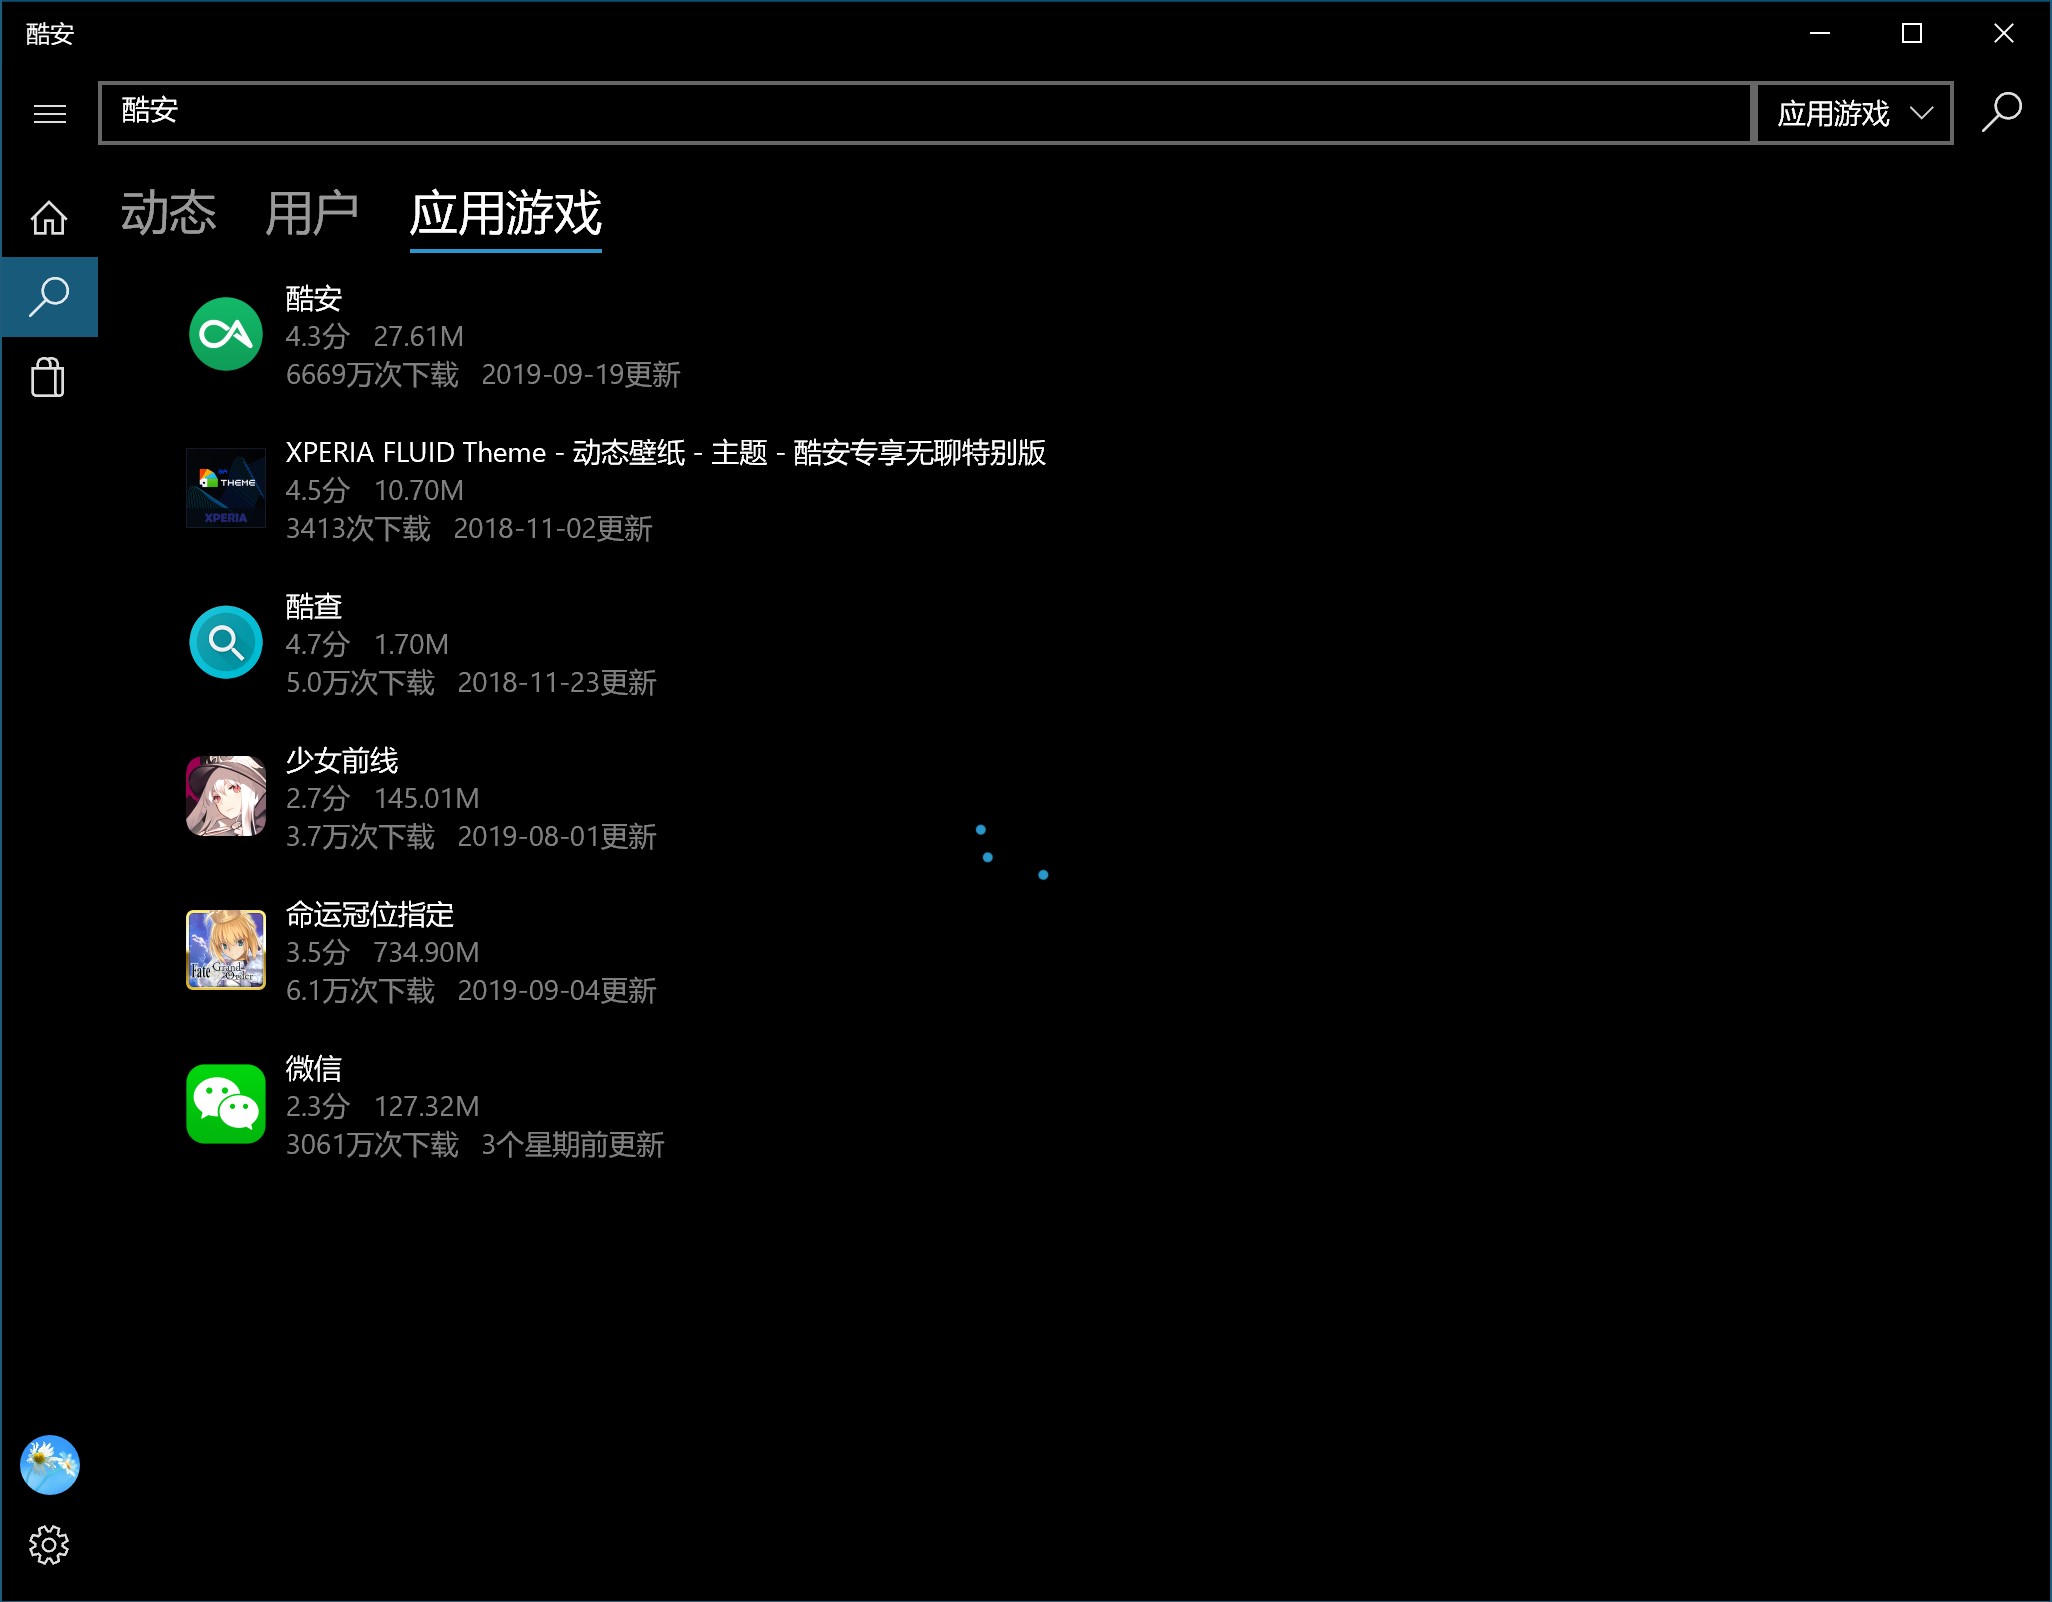 酷安
酷安
应用游戏
动态 用户 应用游戏
酷安
4.3分 27.61M
6669万次下载 2019-09-19更新
THEME
XPERIA
XPERIA FLUID Theme - 动态壁纸 - 主题 - 酷安专享无聊特别版
4.5分 10.70M
3413次下载 2018-11-02更新
酷查
4.7分 1.70M
5.0万次下载 2018-11-23更新
少女前线
2.7分 145.01M
3.7万次下载 2019-08-01更新
Fate Grand Order
命运冠位指定
3.5分 734.90M
6.1万次下载 2019-09-04更新
微信
2.3分 127.32M
3061万次下载 3个星期前更新